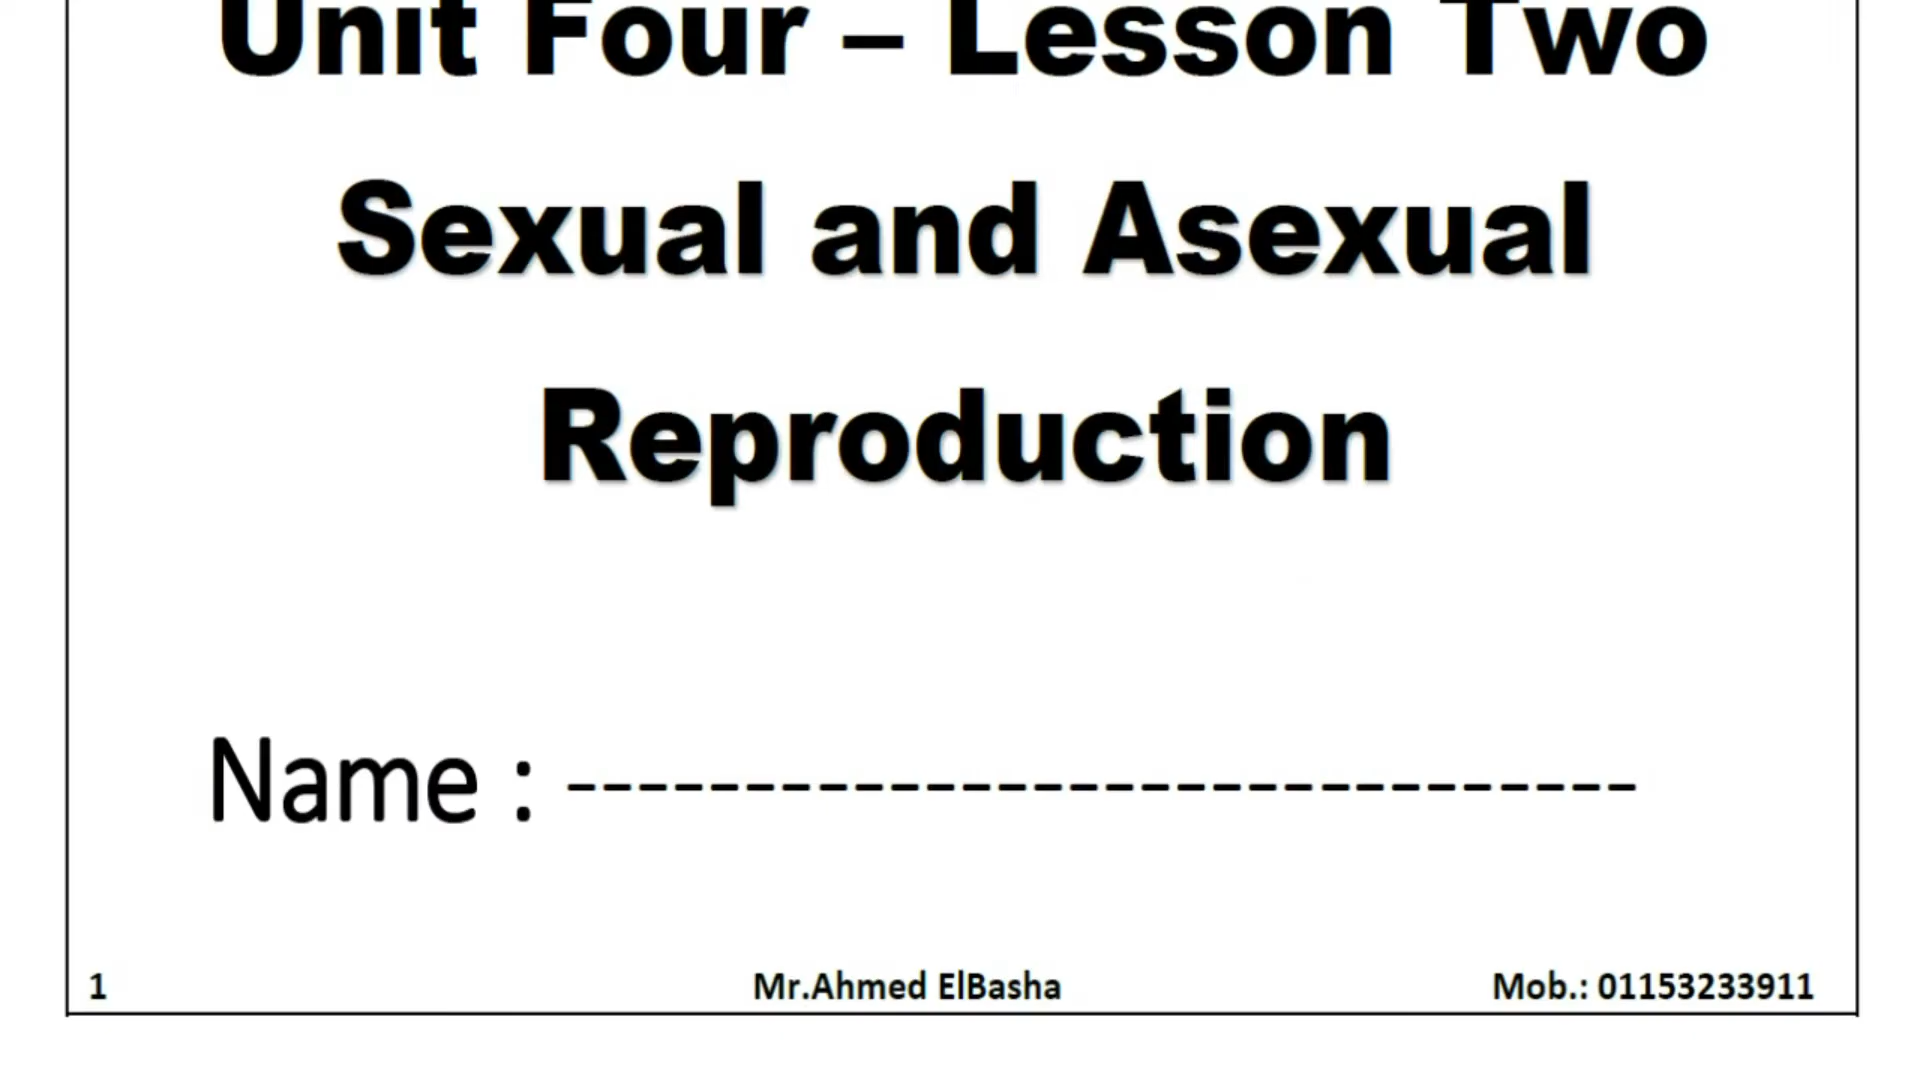 Unit Four – Lesson Two
Sexual and Asexual
Reproduction
Name : ------------------------------
1 Mr.Ahmed ElBasha Mob.: 01153233911